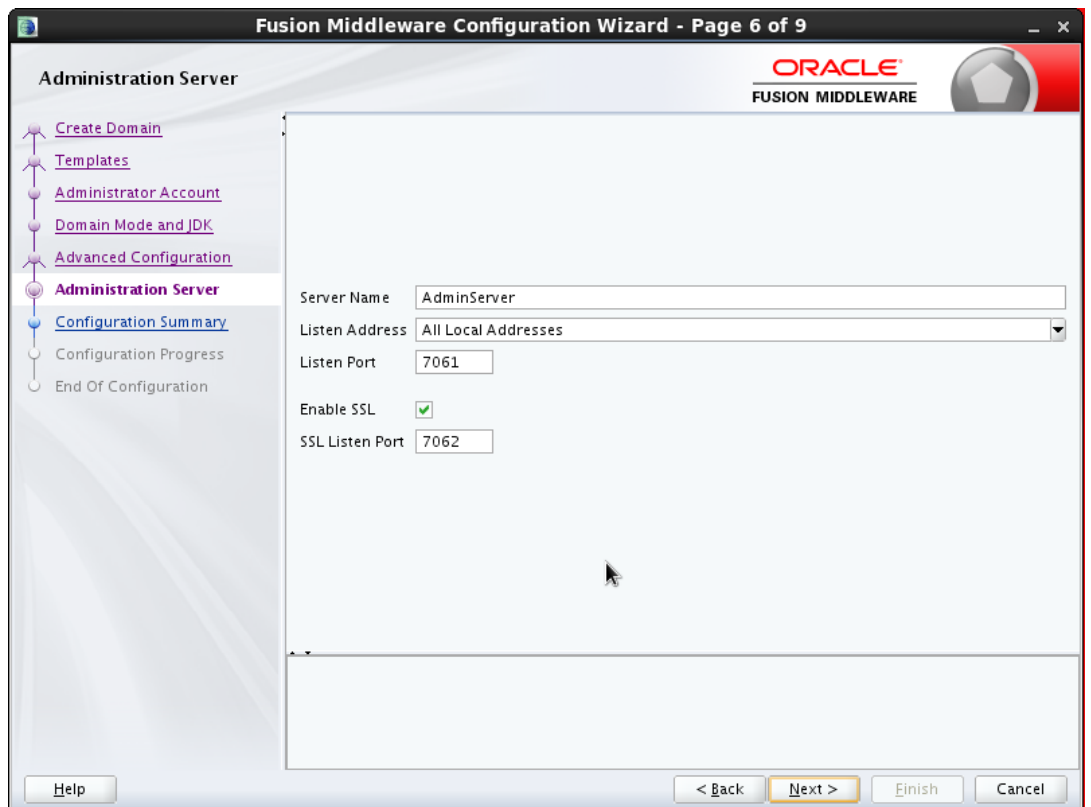 Fusion Middleware Configuration Wizard - Page 6 of 9
Administration Server
ORACLE
FUSION MIDDLEWARE
Create Domain
Templates
Administrator Account
Domain Mode and JDK
Advanced Configuration
Administration Server
Configuration Summary
Configuration Progress
End Of Configuration
Server Name AdminServer
Listen Address All Local Addresses
Listen Port 7061
Enable SSL
SSL Listen Port 7062
Help < Back Next > Finish Cancel